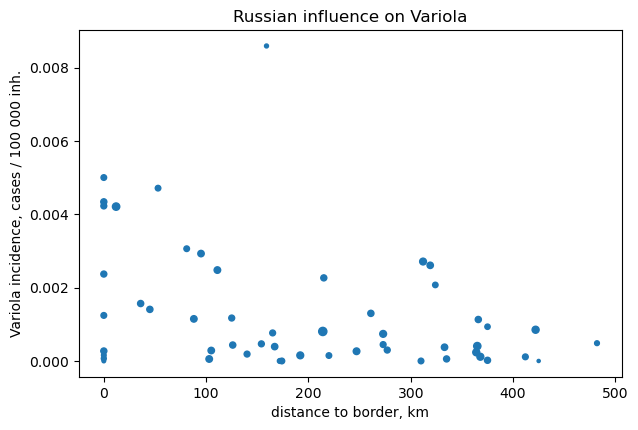 Russian influence on Variola
Variola incidence, cases / 100 000 inh.
0.008
0.006
0.004
0.002
0.000
0 100 200 300 400 500
distance to border, km